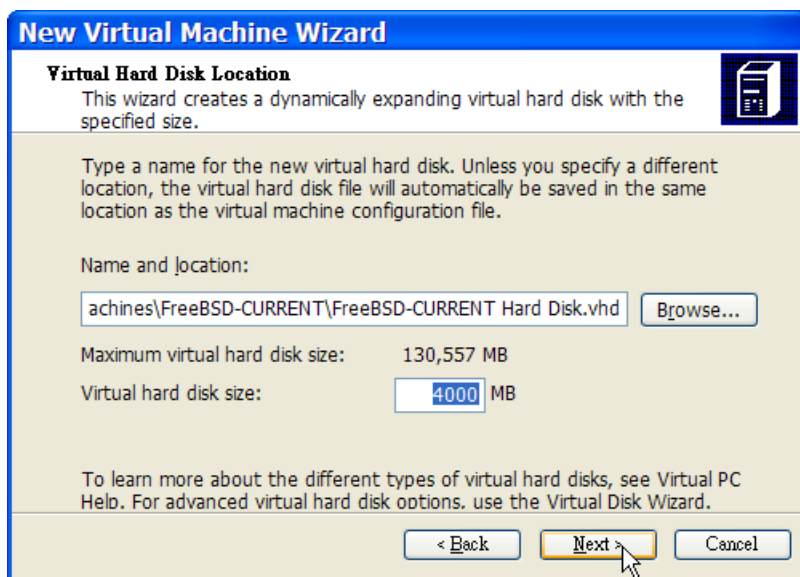 New Virtual Machine Wizard
Virtual Hard Disk Location
This wizard creates a dynamically expanding virtual hard disk with the
specified size.
Type a name for the new virtual hard disk. Unless you specify a different
location, the virtual hard disk file will automatically be saved in the same
location as the virtual machine configuration file.
Name and location:
achines\FreeBSD-CURRENT\FreeBSD-CURRENT Hard Disk.vhd Browse...
Maximum virtual hard disk size: 130,557 MB
Virtual hard disk size: 4000 MB
To learn more about the different types of virtual hard disks, see Virtual PC
Help. For advanced virtual hard disk options, use the Virtual Disk Wizard.
< Back Next > Cancel